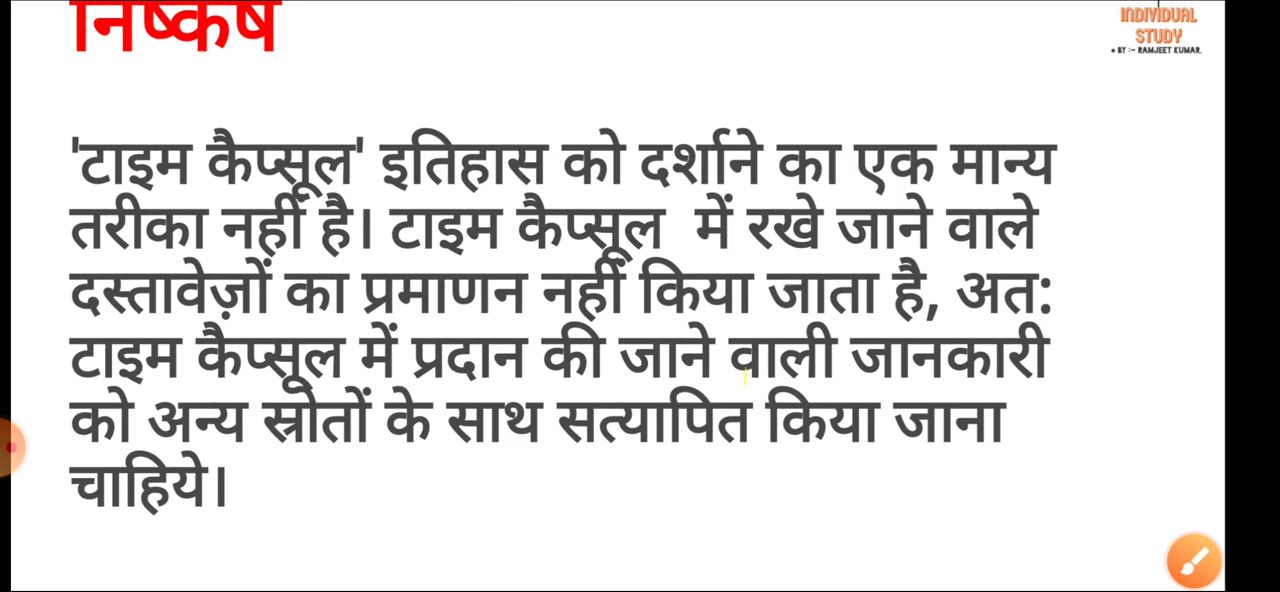 निष्कर्ष
INDIVIDUAL
STUDY
• BY :- RAMJEET KUMAR.
'टाइम कैप्सूल' इतिहास को दर्शाने का एक मान्य
तरीका नहीं है। टाइम कैप्सूल में रखे जाने वाले
दस्तावेज़ों का प्रमाणन नहीं किया जाता है, अत:
टाइम कैप्सूल में प्रदान की जाने वाली जानकारी
को अन्य स्रोतों के साथ सत्यापित किया जाना
चाहिये।